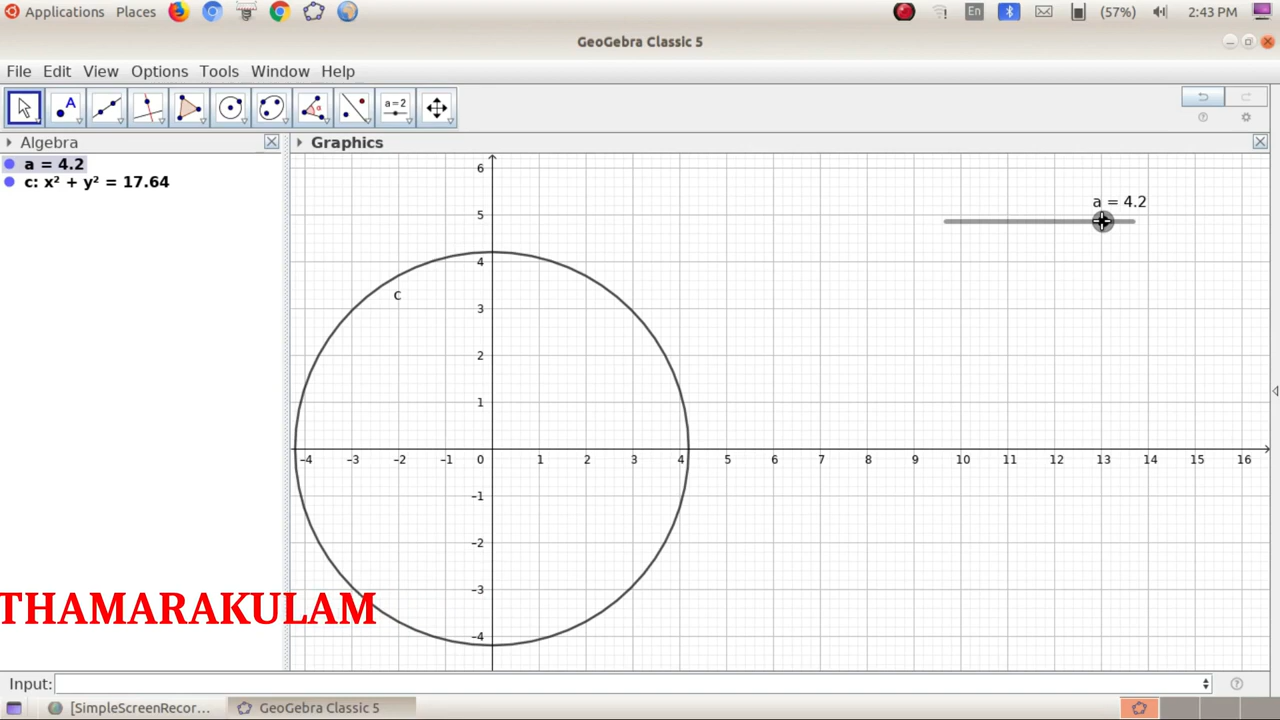 Applications Places En (57%) 2:43 PM
GeoGebra Classic 5
File Edit View Options Tools Window Help
A a=2 α
Algebra Graphics
a = 4.2
c: x² + y² = 17.64
a = 4.2
c
6
5
4
3
2
1
–4 –3 –2 –1 0 1 2 3 4 5 6 7 8 9 10 11 12 13 14 15 16
–1
–2
–3
–4
THAMARAKULAM
Input:
[SimpleScreenRecor... GeoGebra Classic 5